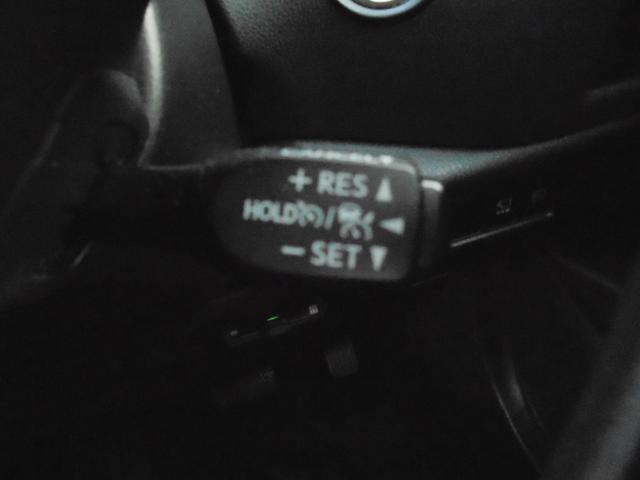 + RES ▲
HOLD / ◀
− SET ▼